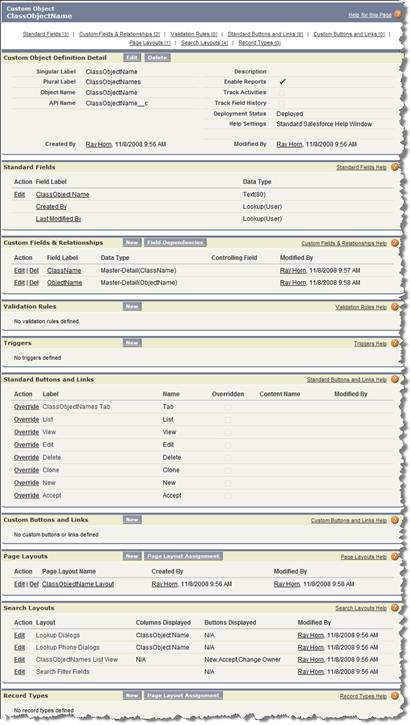 Custom Object
ClassObjectName
Help for this Page
Standard Fields [3] | Custom Fields & Relationships [2] | Validation Rules [0] | Standard Buttons and Links [8] | Custom Buttons and Links [0] |
Page Layouts [1] | Search Layouts [4] | Record Types [0]
Custom Object Definition Detail Edit Delete
Singular Label ClassObjectName Description
Plural Label ClassObjectNames Enable Reports ✓
Object Name ClassObjectName Track Activities
API Name ClassObjectName__c Track Field History
Deployment Status Deployed
Help Settings Standard Salesforce Help Window
Created By Ray Horn, 11/8/2008 9:56 AM Modified By Ray Horn, 11/8/2008 9:56 AM
Standard Fields Standard Fields Help
Action Field Label Data Type
Edit ClassObject Name Text(80)
Created By Lookup(User)
Last Modified By Lookup(User)
Custom Fields & Relationships New Field Dependencies Custom Fields & Relationships Help
Action Field Label Data Type Controlling Field Modified By
Edit | Del ClassName Master-Detail(ClassName) Ray Horn, 11/8/2008 9:57 AM
Edit | Del ObjectName Master-Detail(ObjectName) Ray Horn, 11/8/2008 9:58 AM
Validation Rules New Validation Rules Help
No validation rules defined.
Triggers New Triggers Help
No triggers defined
Standard Buttons and Links Standard Buttons and Links Help
Action Label Name Overridden Content Name Modified By
Override ClassObjectNames Tab Tab
Override List List
Override View View
Override Edit Edit
Override Delete Delete
Override Clone Clone
Override New New
Override Accept Accept
Custom Buttons and Links New Custom Buttons and Links Help
No custom buttons or links defined
Page Layouts New Page Layout Assignment Page Layouts Help
Action Page Layout Name Created By Modified By
Edit | Del ClassObjectName Layout Ray Horn, 11/8/2008 9:56 AM Ray Horn, 11/8/2008 9:58 AM
Search Layouts Search Layouts Help
Action Layout Columns Displayed Buttons Displayed Modified By
Edit Lookup Dialogs ClassObject Name N/A Ray Horn, 11/8/2008 9:56 AM
Edit Lookup Phone Dialogs ClassObject Name N/A Ray Horn, 11/8/2008 9:56 AM
Edit ClassObjectNames List View N/A New,Accept,Change Owner Ray Horn, 11/8/2008 9:56 AM
Edit Search Filter Fields N/A Ray Horn, 11/8/2008 9:56 AM
Record Types New Page Layout Assignment Record Types Help
No record types defined